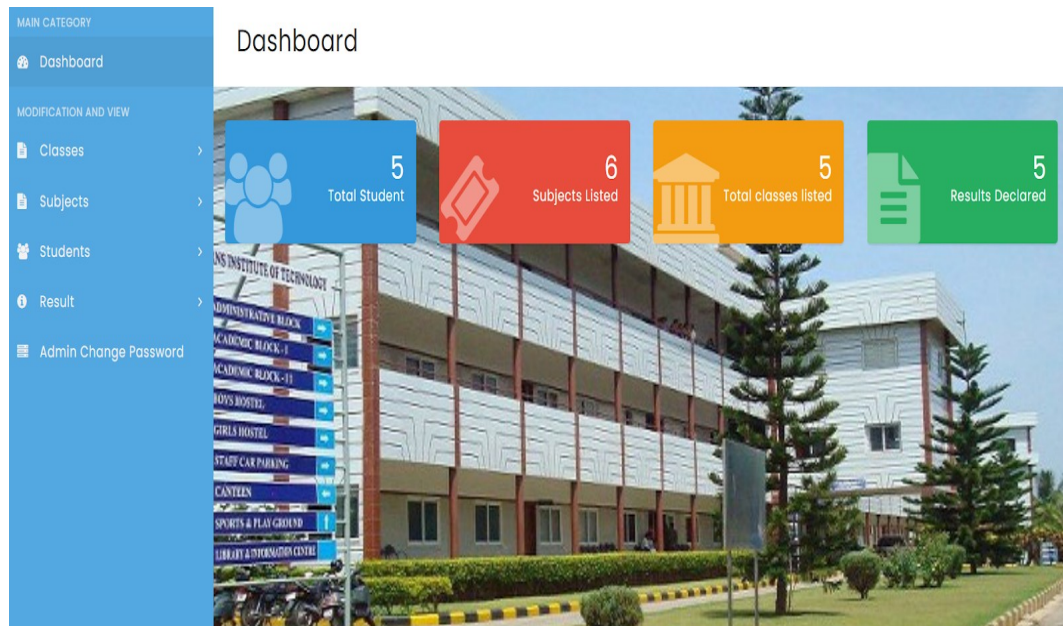 MAIN CATEGORY
Dashboard
MODIFICATION AND VIEW
Classes
Subjects
Students
Result
Admin Change Password
Dashboard
5
Total Student
6
Subjects Listed
5
Total classes listed
5
Results Declared
NS INSTITUTE OF TECHNOLOGY
ADMINISTRATIVE BLOCK
ACADEMIC BLOCK-I
ACADEMIC BLOCK-11
BOYS HOSTEL
GIRLS HOSTEL
STAFF CAR PARKING
CANTEEN
SPORTS & PLAY GROUND
LIBRARY & INFORMATION CENTRE